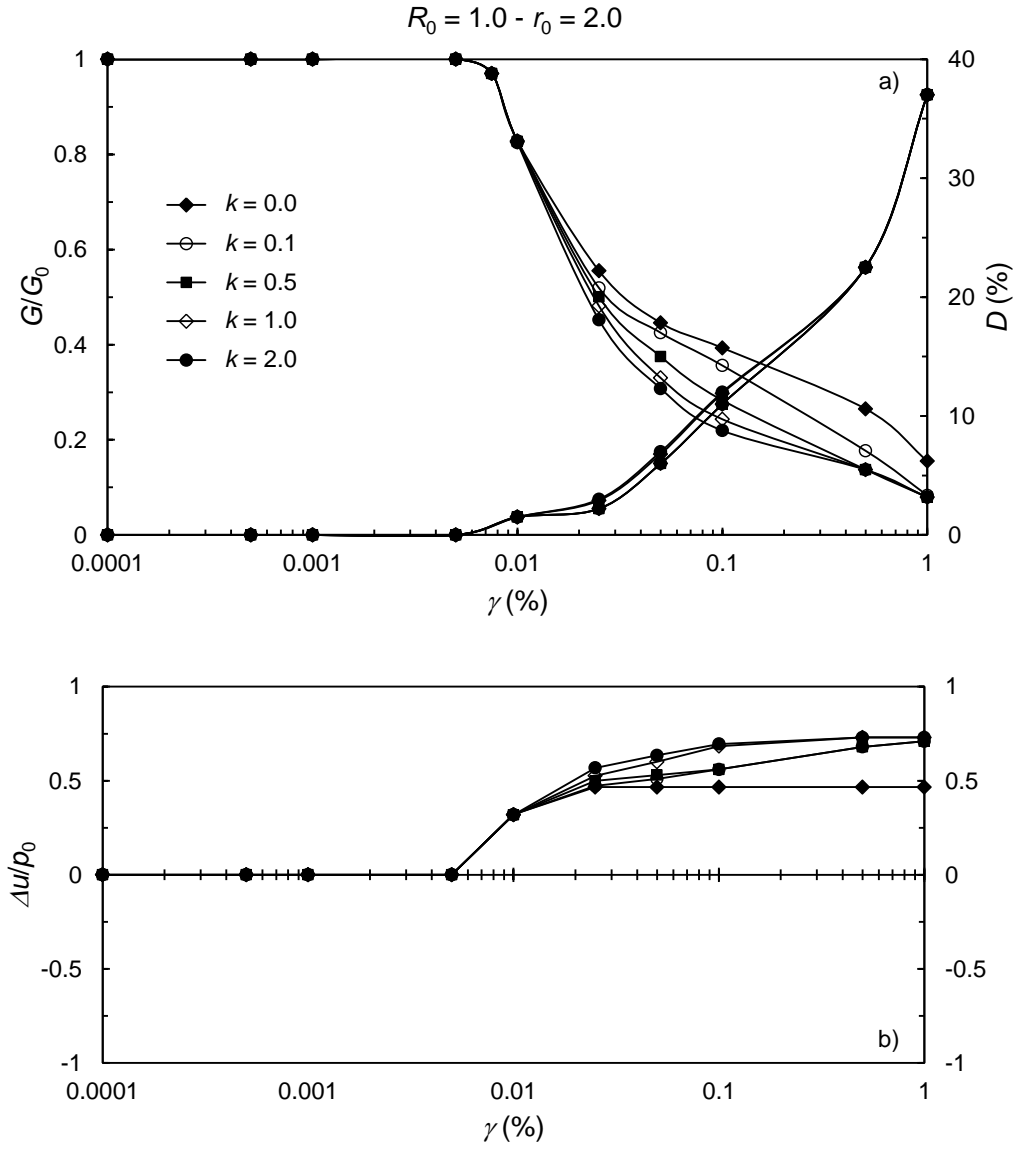 R0 = 1.0 - r0 = 2.0
a)
1
0.8
0.6
0.4
0.2
0
G/G0
40
30
20
10
0
D (%)
k = 0.0
k = 0.1
k = 0.5
k = 1.0
k = 2.0
0.0001 0.001 0.01 0.1 1
γ (%)
1
0.5
0
-0.5
-1
Δu/p0
1
0.5
0
-0.5
-1
b)
0.0001 0.001 0.01 0.1 1
γ (%)